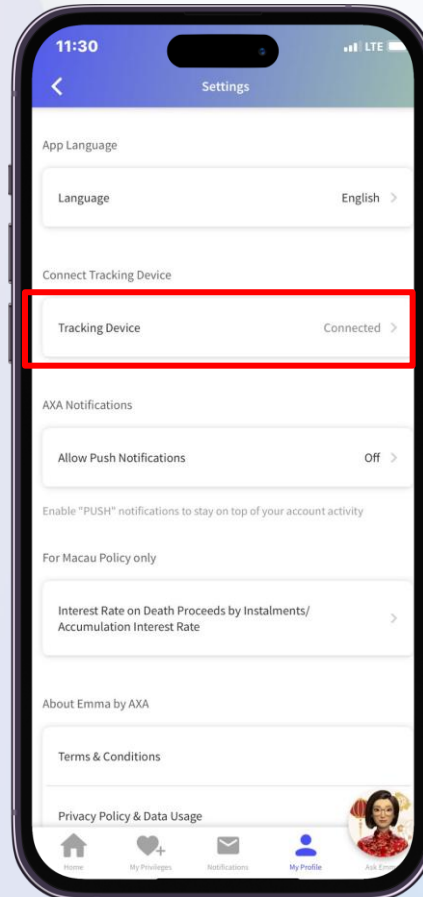 11:30
LTE
Settings
App Language
Language English
Connect Tracking Device
Tracking Device Connected
AXA Notifications
Allow Push Notifications Off
Enable "PUSH" notifications to stay on top of your account activity
For Macau Policy only
Interest Rate on Death Proceeds by Instalments/
Accumulation Interest Rate
About Emma by AXA
Terms & Conditions
Privacy Policy & Data Usage
Home My Privileges Notifications My Profile Ask Emma